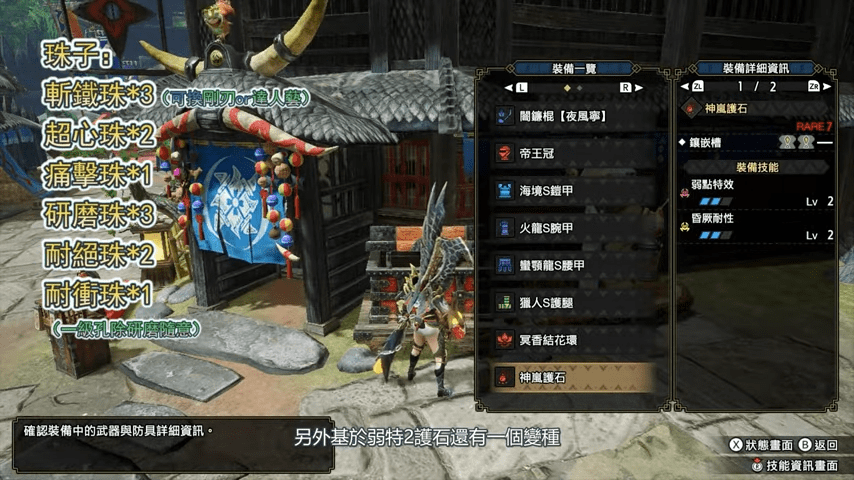 珠子:
斬鐵珠*3 (可換剛刃or達人藝)
超心珠*2
痛擊珠*1
研磨珠*3
耐絕珠*2
耐衝珠*1
(一級孔除研磨隨意)
裝備一覽
L R
闇鐮棍【夜風寧】
帝王冠
海境S鎧甲
火龍S腕甲
蠻顎龍S腰甲
獵人S護腿
冥香結花環
神嵐護石
裝備詳細資訊
ZL 1 / 2 ZR
神嵐護石
RARE 7
鑲嵌槽
裝備技能
弱點特效
Lv 2
昏厥耐性
Lv 2
確認裝備中的武器與防具詳細資訊。
另外基於弱特2護石還有一個變種
X狀態畫面 B返回
技能資訊畫面